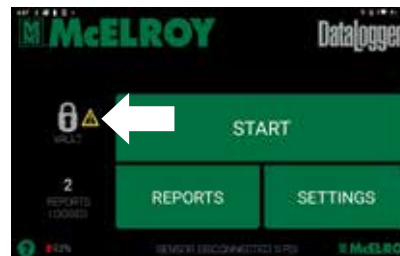 McELROY
DataLogger
VAULT
START
2
REPORTS
LOGGED
REPORTS
SETTINGS
SENSOR DISCONNECTED
McELROY